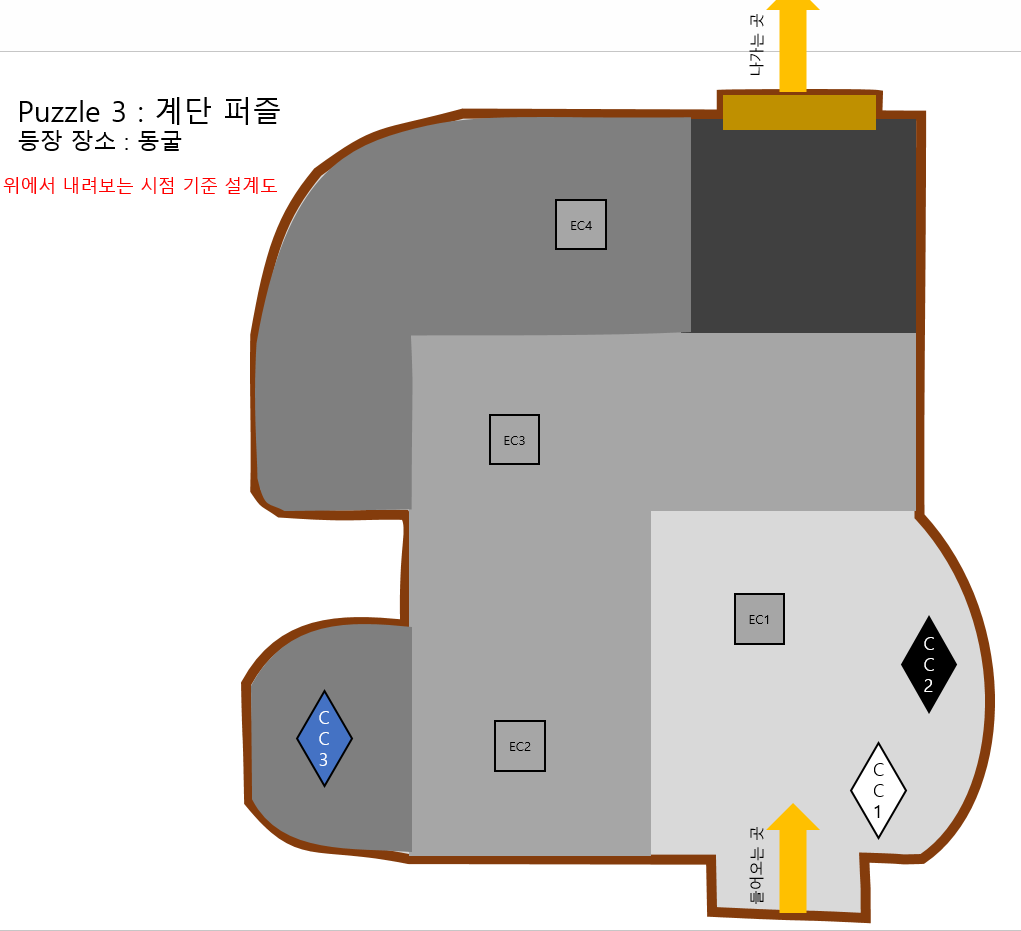 나가는 곳
Puzzle 3 : 계단 퍼즐
등장 장소 : 동굴
위에서 내려보는 시점 기준 설계도
EC4
EC3
EC1
CC2
EC2
CC3
CC1
들어오는 곳